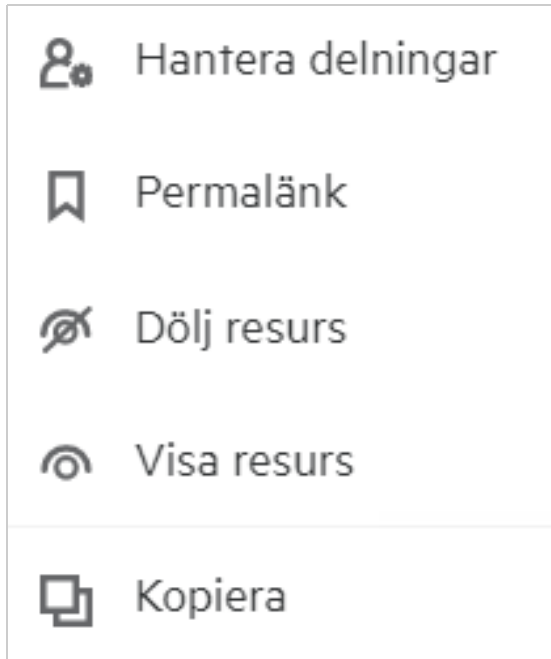 Hantera delningar
Permalänk
Dölj resurs
Visa resurs
Kopiera